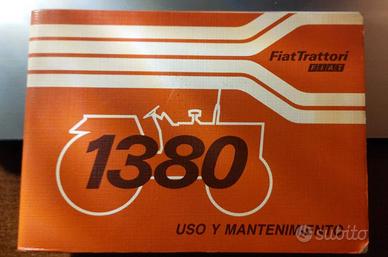 FiatTrattori
FIAT
1380
USO Y MANTENIMIENTO
subito